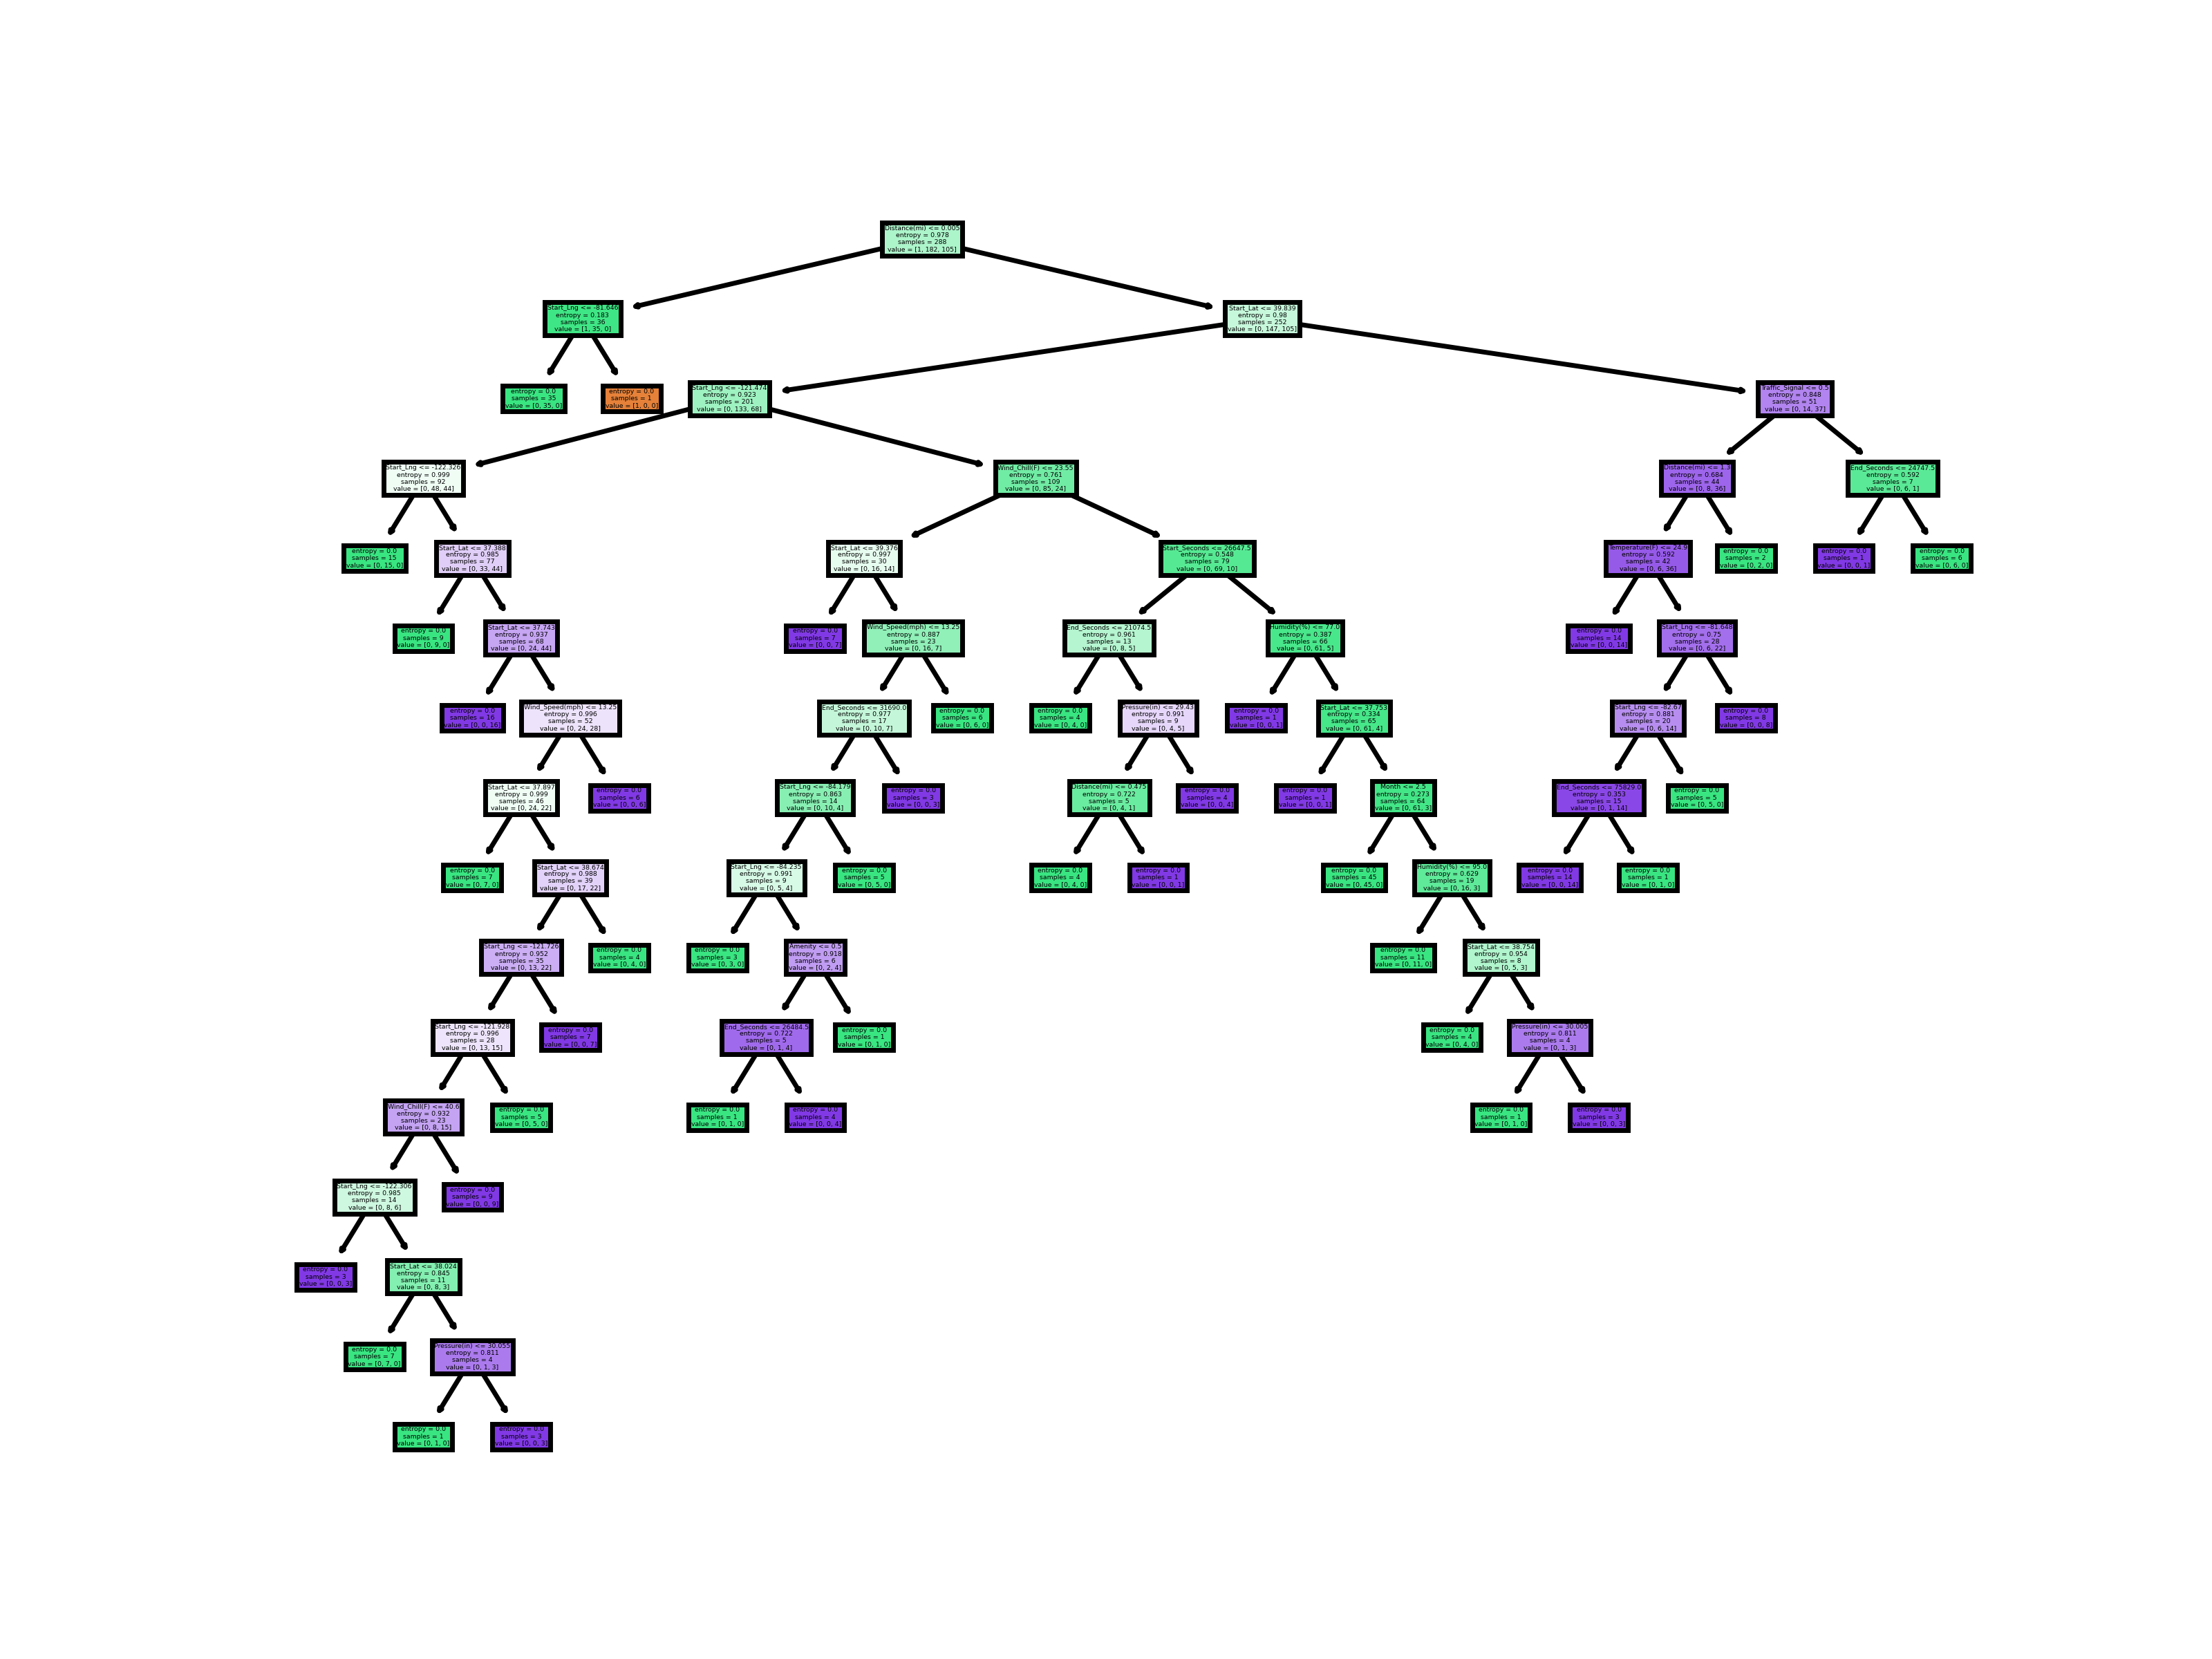 Distance(mi) <= 0.005
entropy = 0.978
samples = 288
value = [1, 182, 105]
Start_Lng <= -81.646
entropy = 0.183
samples = 36
value = [1, 35, 0]
Start_Lat <= 39.839
entropy = 0.98
samples = 252
value = [0, 147, 105]
entropy = 0.0
samples = 35
value = [0, 35, 0]
entropy = 0.0
samples = 1
value = [1, 0, 0]
Start_Lng <= -121.474
entropy = 0.923
samples = 201
value = [0, 133, 68]
Traffic_Signal <= 0.5
entropy = 0.848
samples = 51
value = [0, 14, 37]
Start_Lng <= -122.326
entropy = 0.999
samples = 92
value = [0, 48, 44]
Wind_Chill(F) <= 23.55
entropy = 0.761
samples = 109
value = [0, 85, 24]
Distance(mi) <= 1.3
entropy = 0.684
samples = 44
value = [0, 8, 36]
End_Seconds <= 24747.5
entropy = 0.592
samples = 7
value = [0, 6, 1]
entropy = 0.0
samples = 15
value = [0, 15, 0]
Start_Lat <= 37.388
entropy = 0.985
samples = 77
value = [0, 33, 44]
Start_Lat <= 39.376
entropy = 0.997
samples = 30
value = [0, 16, 14]
Start_Seconds <= 26647.5
entropy = 0.548
samples = 79
value = [0, 69, 10]
Temperature(F) <= 24.9
entropy = 0.592
samples = 42
value = [0, 6, 36]
entropy = 0.0
samples = 2
value = [0, 2, 0]
entropy = 0.0
samples = 1
value = [0, 0, 1]
entropy = 0.0
samples = 6
value = [0, 6, 0]
entropy = 0.0
samples = 9
value = [0, 9, 0]
Start_Lat <= 37.743
entropy = 0.937
samples = 68
value = [0, 24, 44]
entropy = 0.0
samples = 7
value = [0, 0, 7]
Wind_Speed(mph) <= 13.25
entropy = 0.887
samples = 23
value = [0, 16, 7]
End_Seconds <= 21074.5
entropy = 0.961
samples = 13
value = [0, 8, 5]
Humidity(%) <= 77.0
entropy = 0.387
samples = 66
value = [0, 61, 5]
entropy = 0.0
samples = 14
value = [0, 0, 14]
Start_Lng <= -81.648
entropy = 0.75
samples = 28
value = [0, 6, 22]
entropy = 0.0
samples = 16
value = [0, 0, 16]
Wind_Speed(mph) <= 13.25
entropy = 0.996
samples = 52
value = [0, 24, 28]
End_Seconds <= 31690.0
entropy = 0.977
samples = 17
value = [0, 10, 7]
entropy = 0.0
samples = 6
value = [0, 6, 0]
entropy = 0.0
samples = 4
value = [0, 4, 0]
Pressure(in) <= 29.43
entropy = 0.991
samples = 9
value = [0, 4, 5]
entropy = 0.0
samples = 1
value = [0, 0, 1]
Start_Lat <= 37.753
entropy = 0.334
samples = 65
value = [0, 61, 4]
Start_Lng <= -82.67
entropy = 0.881
samples = 20
value = [0, 6, 14]
entropy = 0.0
samples = 8
value = [0, 0, 8]
Start_Lat <= 37.897
entropy = 0.999
samples = 46
value = [0, 24, 22]
entropy = 0.0
samples = 6
value = [0, 0, 6]
Start_Lng <= -84.179
entropy = 0.863
samples = 14
value = [0, 10, 4]
entropy = 0.0
samples = 3
value = [0, 0, 3]
Distance(mi) <= 0.475
entropy = 0.722
samples = 5
value = [0, 4, 1]
entropy = 0.0
samples = 4
value = [0, 0, 4]
entropy = 0.0
samples = 1
value = [0, 0, 1]
Month <= 2.5
entropy = 0.273
samples = 64
value = [0, 61, 3]
End_Seconds <= 75829.0
entropy = 0.353
samples = 15
value = [0, 1, 14]
entropy = 0.0
samples = 5
value = [0, 5, 0]
entropy = 0.0
samples = 7
value = [0, 7, 0]
Start_Lat <= 38.674
entropy = 0.988
samples = 39
value = [0, 17, 22]
Start_Lng <= -84.235
entropy = 0.991
samples = 9
value = [0, 5, 4]
entropy = 0.0
samples = 5
value = [0, 5, 0]
entropy = 0.0
samples = 4
value = [0, 4, 0]
entropy = 0.0
samples = 1
value = [0, 0, 1]
entropy = 0.0
samples = 45
value = [0, 45, 0]
Humidity(%) <= 95.0
entropy = 0.629
samples = 19
value = [0, 16, 3]
entropy = 0.0
samples = 14
value = [0, 0, 14]
entropy = 0.0
samples = 1
value = [0, 1, 0]
Start_Lng <= -121.726
entropy = 0.952
samples = 35
value = [0, 13, 22]
entropy = 0.0
samples = 4
value = [0, 4, 0]
entropy = 0.0
samples = 3
value = [0, 3, 0]
Amenity <= 0.5
entropy = 0.918
samples = 6
value = [0, 2, 4]
entropy = 0.0
samples = 11
value = [0, 11, 0]
Start_Lat <= 38.754
entropy = 0.954
samples = 8
value = [0, 5, 3]
Start_Lng <= -121.928
entropy = 0.996
samples = 28
value = [0, 13, 15]
entropy = 0.0
samples = 7
value = [0, 0, 7]
End_Seconds <= 26484.5
entropy = 0.722
samples = 5
value = [0, 1, 4]
entropy = 0.0
samples = 1
value = [0, 1, 0]
entropy = 0.0
samples = 4
value = [0, 4, 0]
Pressure(in) <= 30.005
entropy = 0.811
samples = 4
value = [0, 1, 3]
Wind_Chill(F) <= 40.6
entropy = 0.932
samples = 23
value = [0, 8, 15]
entropy = 0.0
samples = 5
value = [0, 5, 0]
entropy = 0.0
samples = 1
value = [0, 1, 0]
entropy = 0.0
samples = 4
value = [0, 0, 4]
entropy = 0.0
samples = 1
value = [0, 1, 0]
entropy = 0.0
samples = 3
value = [0, 0, 3]
Start_Lng <= -122.306
entropy = 0.985
samples = 14
value = [0, 8, 6]
entropy = 0.0
samples = 9
value = [0, 0, 9]
entropy = 0.0
samples = 3
value = [0, 0, 3]
Start_Lat <= 38.024
entropy = 0.845
samples = 11
value = [0, 8, 3]
entropy = 0.0
samples = 7
value = [0, 7, 0]
Pressure(in) <= 30.055
entropy = 0.811
samples = 4
value = [0, 1, 3]
entropy = 0.0
samples = 1
value = [0, 1, 0]
entropy = 0.0
samples = 3
value = [0, 0, 3]